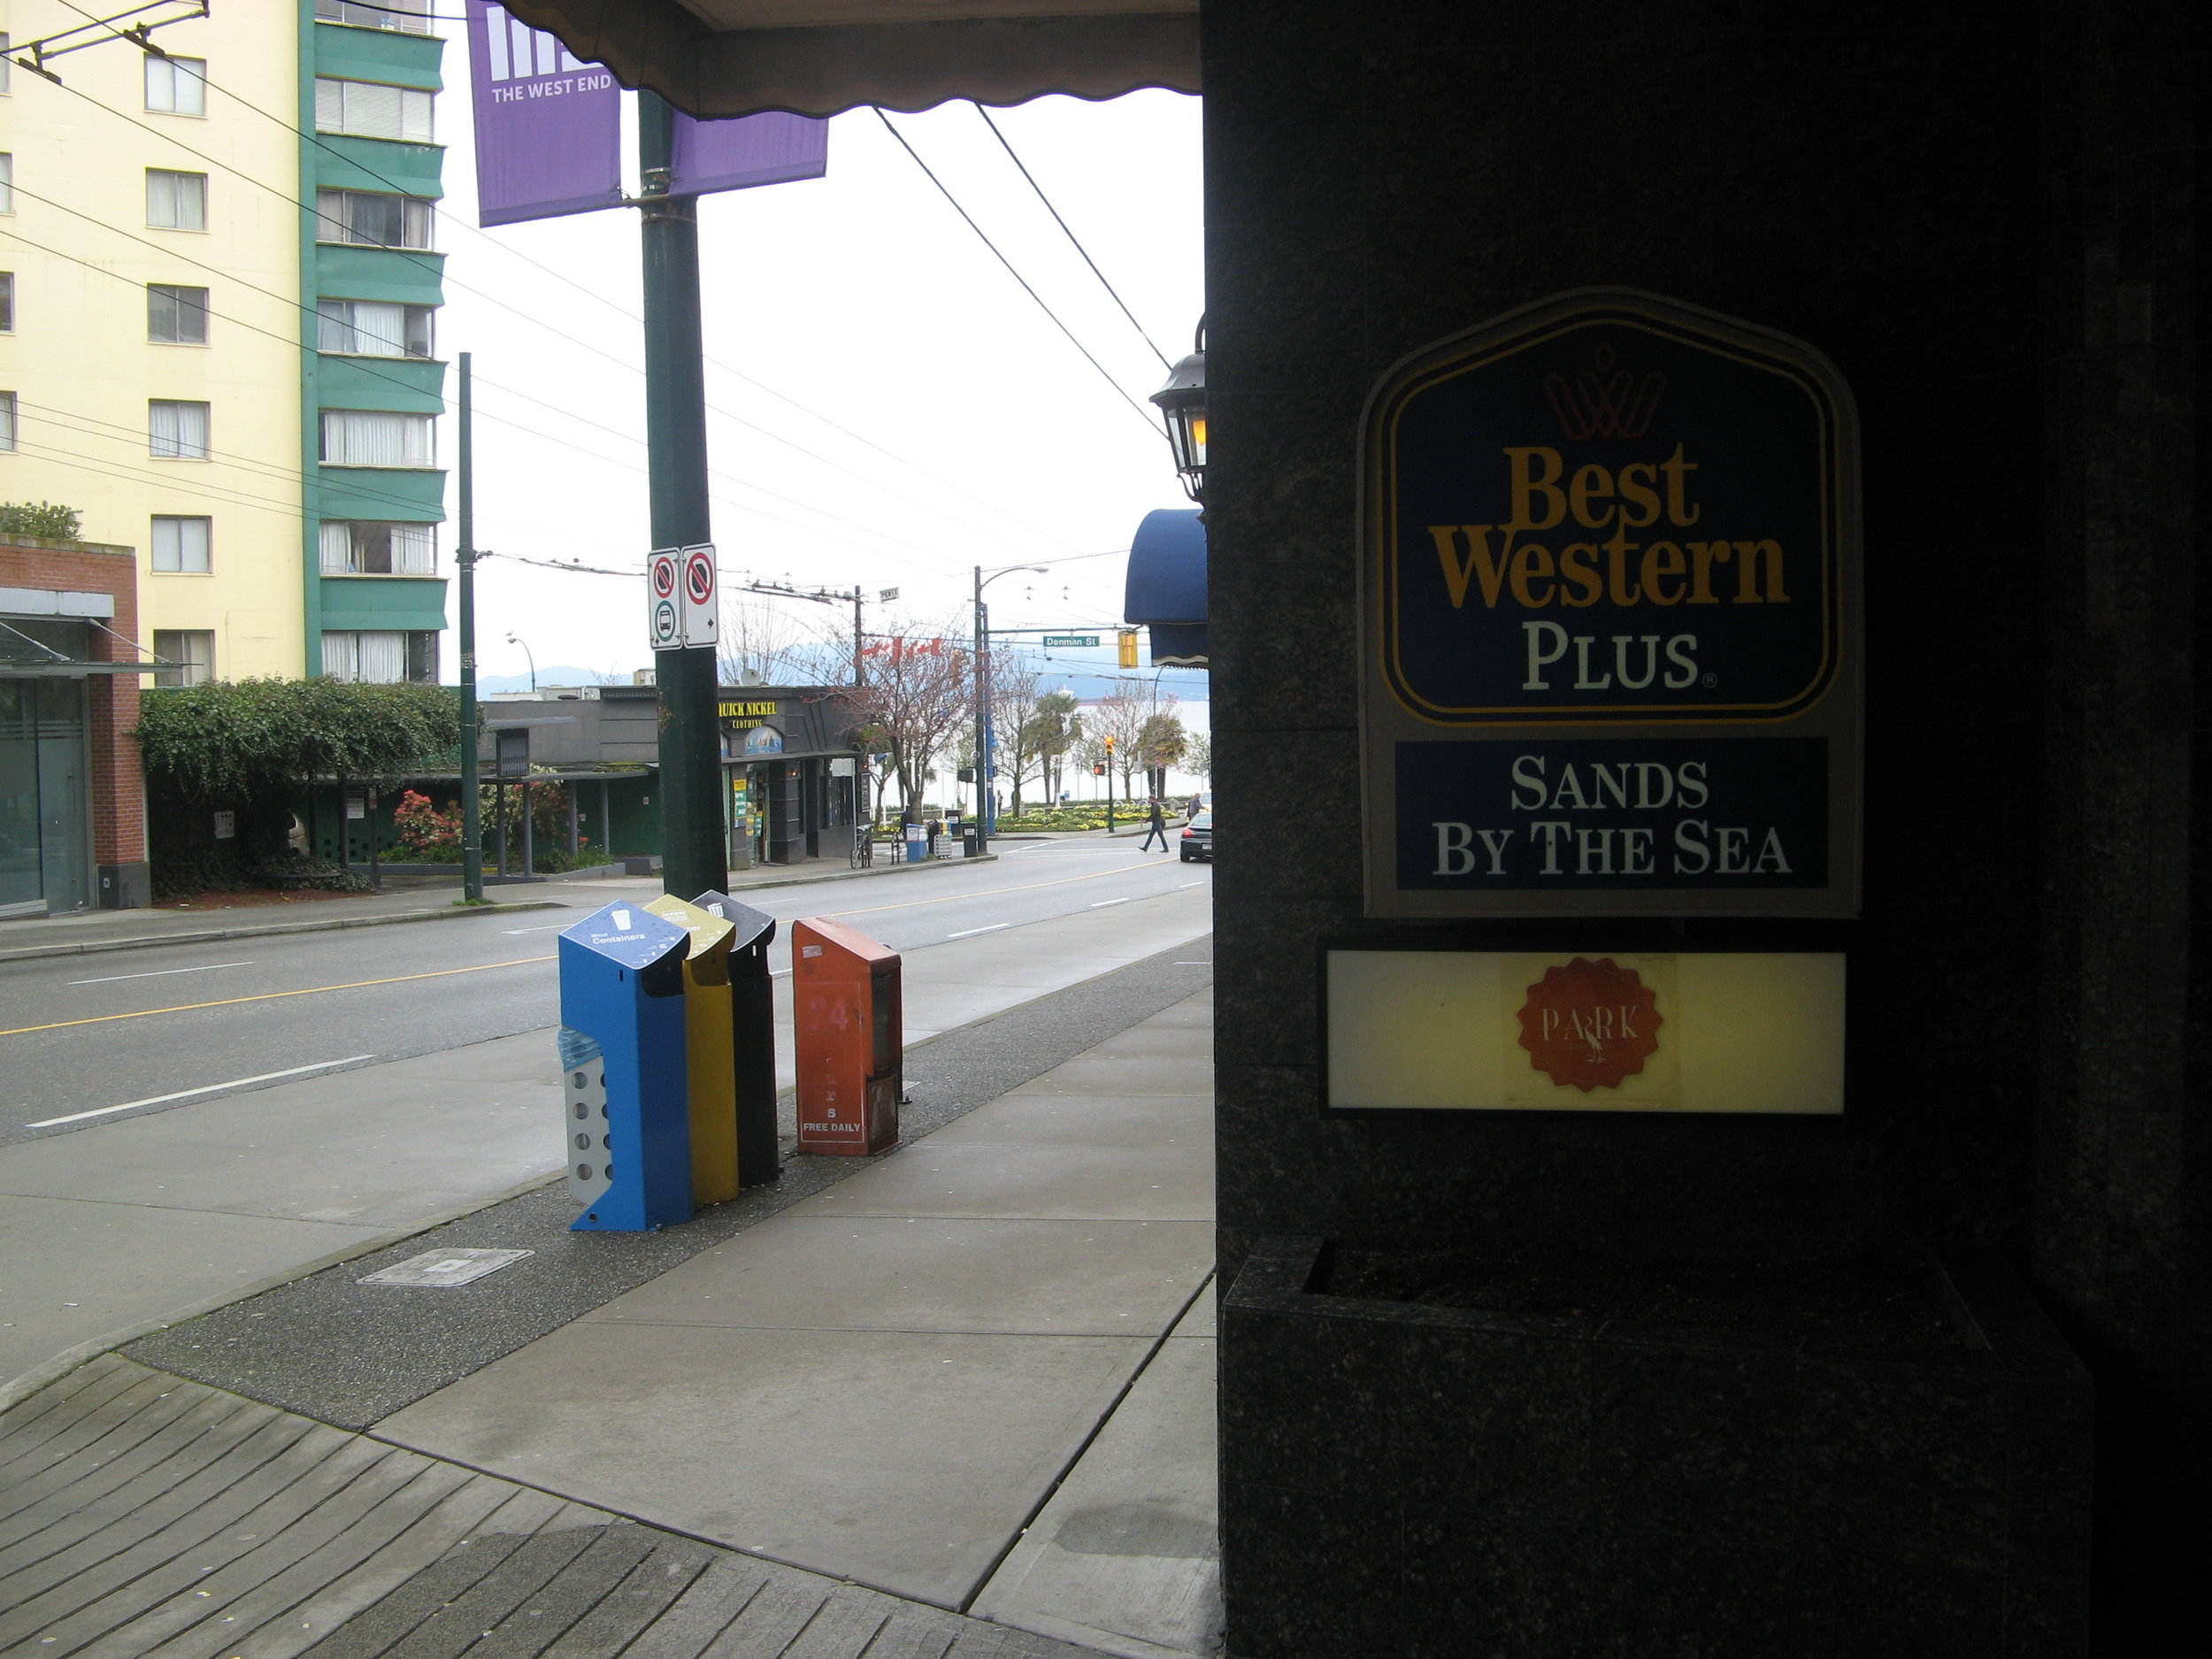 THE WEST END
Denman St
QUICK NICKEL
CLOTHING
Containers
24
S
FREE DAILY
Best
Western
PLUS®
SANDS
BY THE SEA
PARK